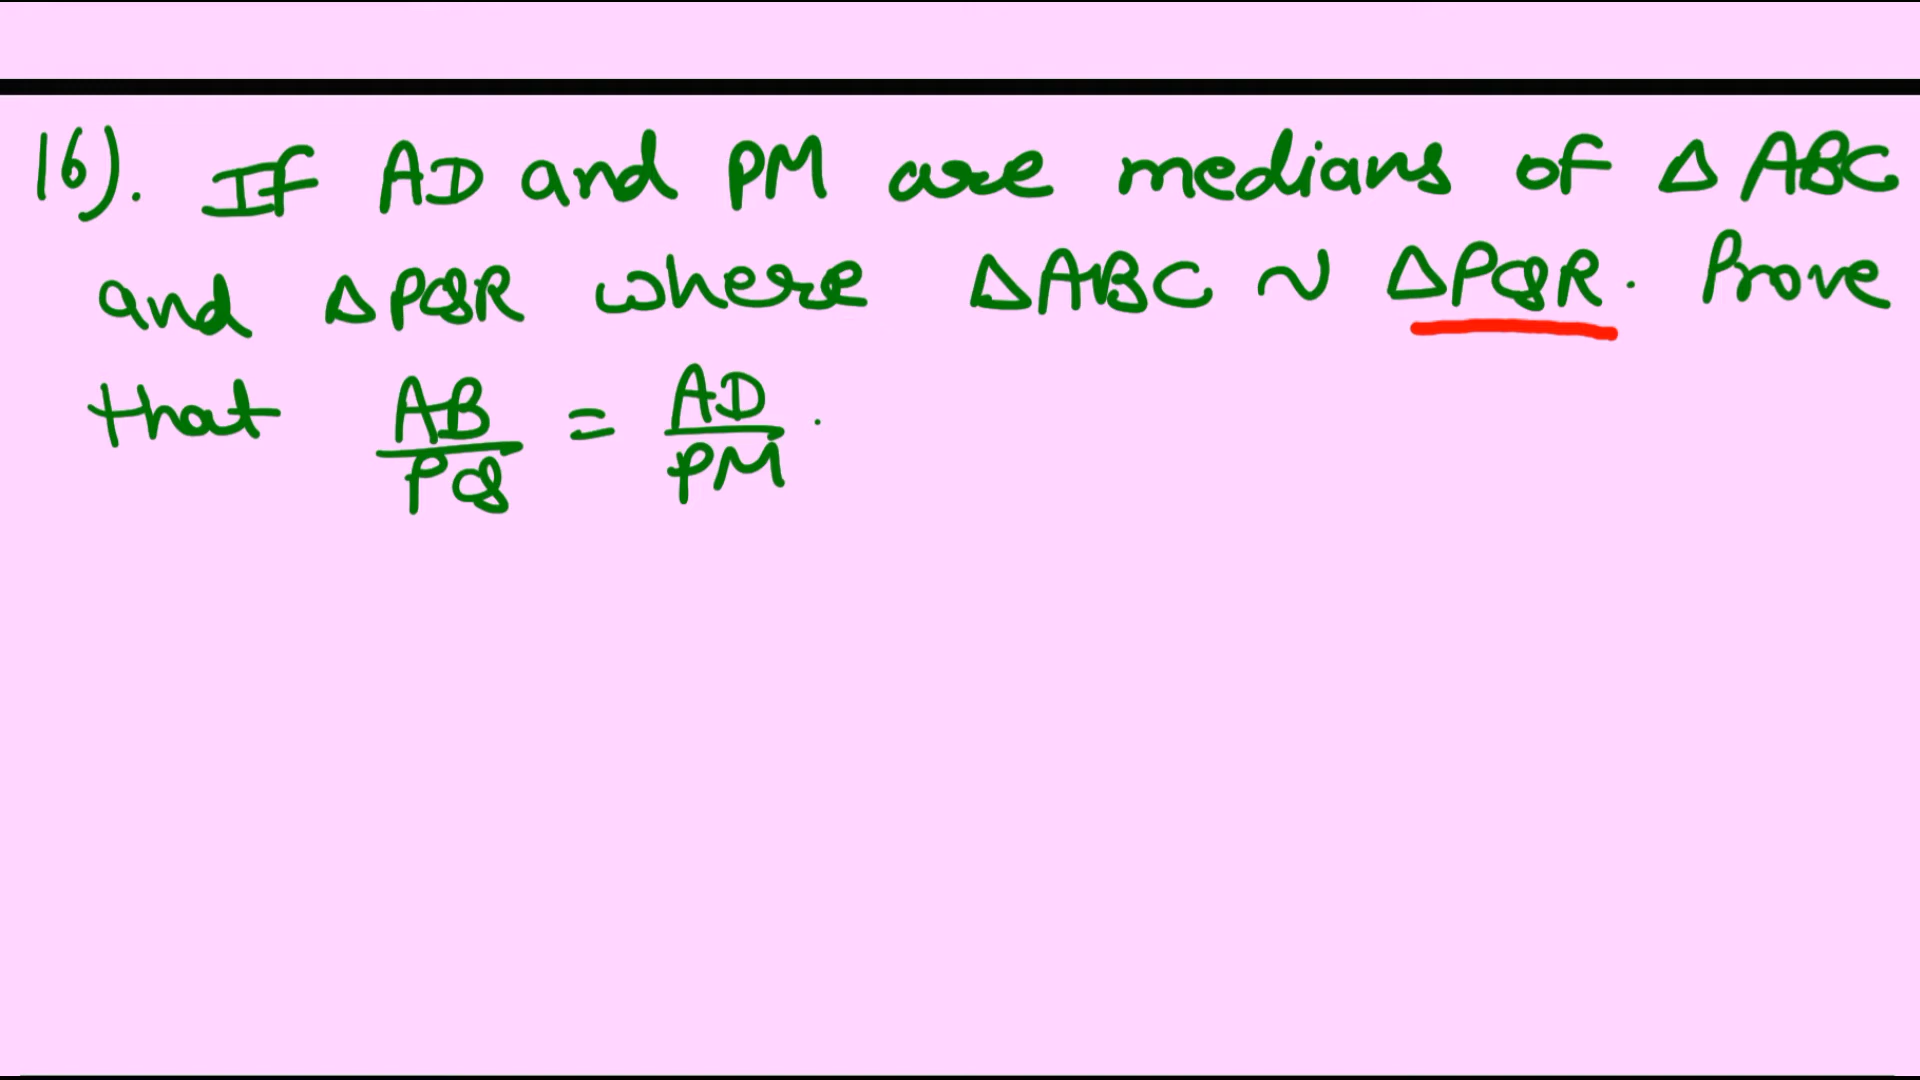 16). If AD and PM are medians of △ ABC
and △PQR where △ABC ~ △PQR. Prove
that AB/PQ = AD/PM.